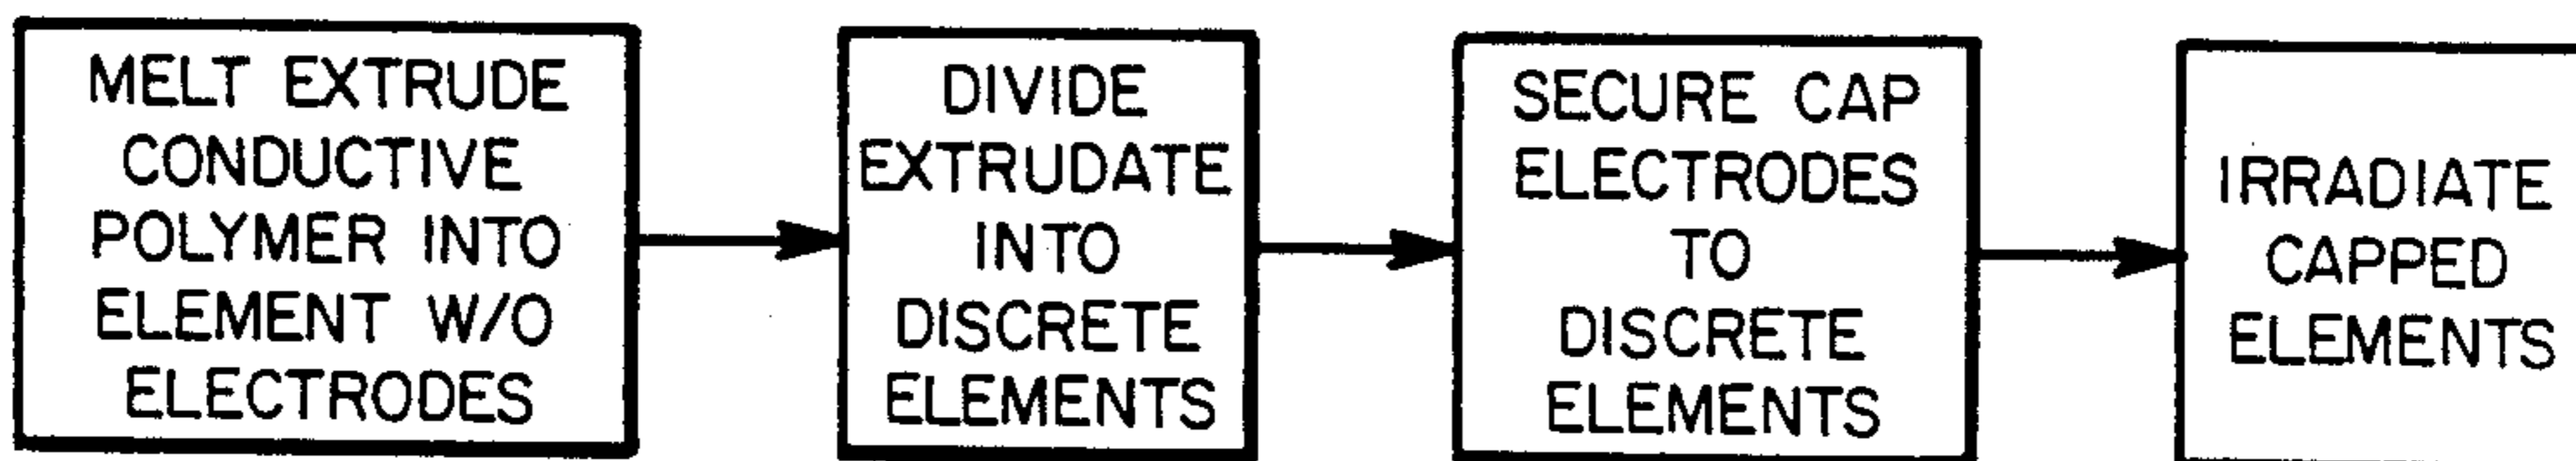 MELT EXTRUDE
CONDUCTIVE
POLYMER INTO
ELEMENT W/O
ELECTRODES
DIVIDE
EXTRUDATE
INTO
DISCRETE
ELEMENTS
SECURE CAP
ELECTRODES
TO
DISCRETE
ELEMENTS
IRRADIATE
CAPPED
ELEMENTS